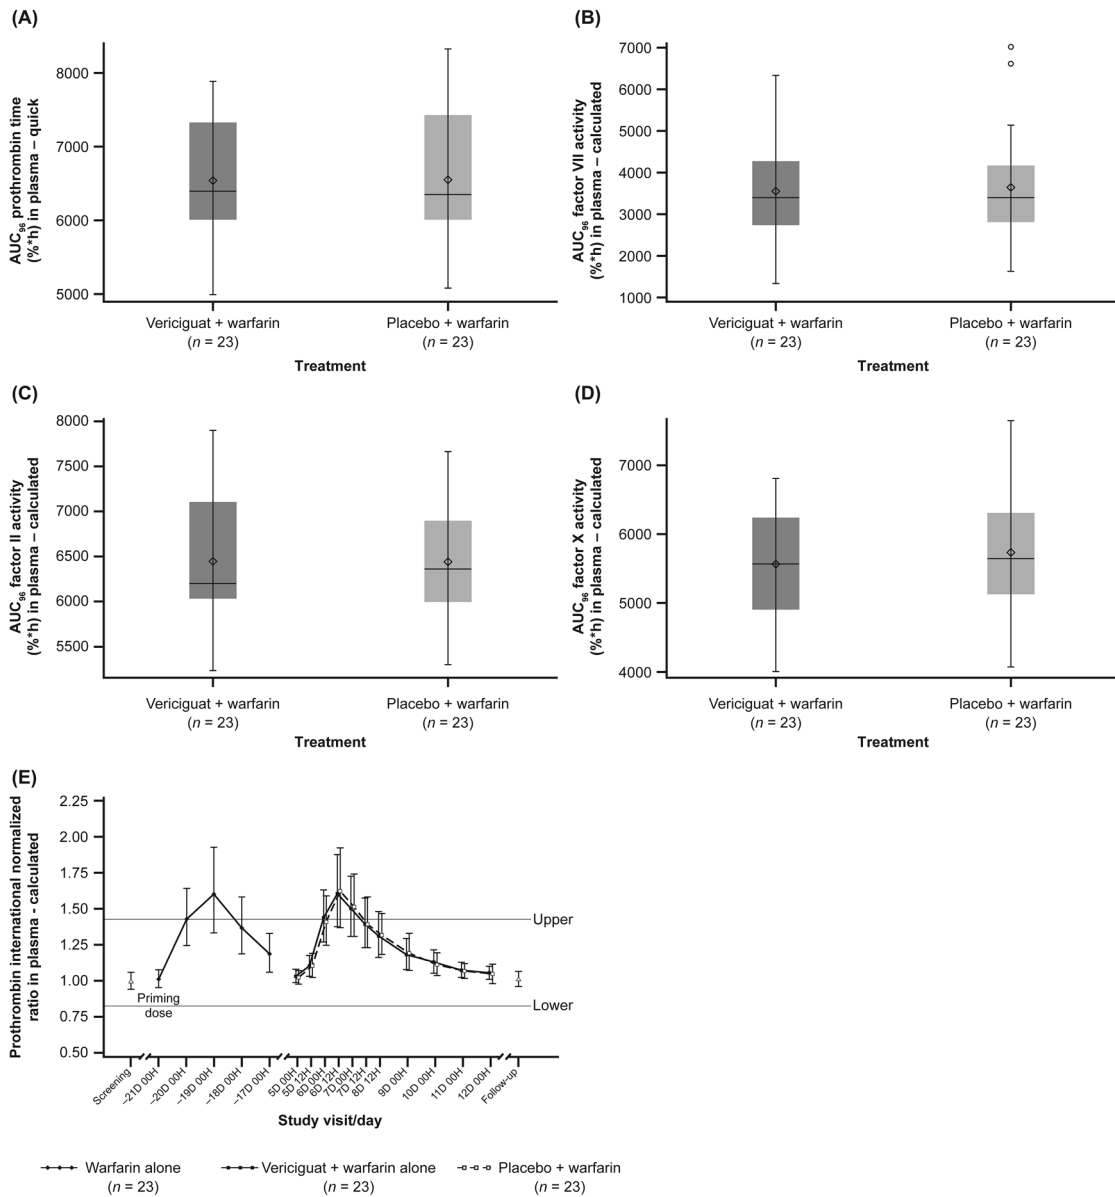 (A)
AUC96 prothrombin time
(%*h) in plasma – quick
8000
7000
6000
5000
Vericiguat + warfarin
(n = 23)
Placebo + warfarin
(n = 23)
Treatment
(B)
AUC96 factor VII activity
(%*h) in plasma – calculated
7000
6000
5000
4000
3000
2000
1000
Vericiguat + warfarin
(n = 23)
Placebo + warfarin
(n = 23)
Treatment
(C)
AUC96 factor II activity
(%*h) in plasma – calculated
8000
7500
7000
6500
6000
5500
Vericiguat + warfarin
(n = 23)
Placebo + warfarin
(n = 23)
Treatment
(D)
AUC96 factor X activity
(%*h) in plasma – calculated
7000
6000
5000
4000
Vericiguat + warfarin
(n = 23)
Placebo + warfarin
(n = 23)
Treatment
(E)
Prothrombin international normalized
ratio in plasma - calculated
2.25
2.00
1.75
1.50
1.25
1.00
0.75
0.50
Upper
Lower
Priming
dose
Screening
–21D 00H
–20D 00H
–19D 00H
–18D 00H
–17D 00H
5D 00H
5D 12H
6D 00H
6D 12H
7D 00H
7D 12H
8D 12H
9D 00H
10D 00H
11D 00H
12D 00H
Follow-up
Study visit/day
Warfarin alone
(n = 23)
Vericiguat + warfarin alone
(n = 23)
Placebo + warfarin
(n = 23)